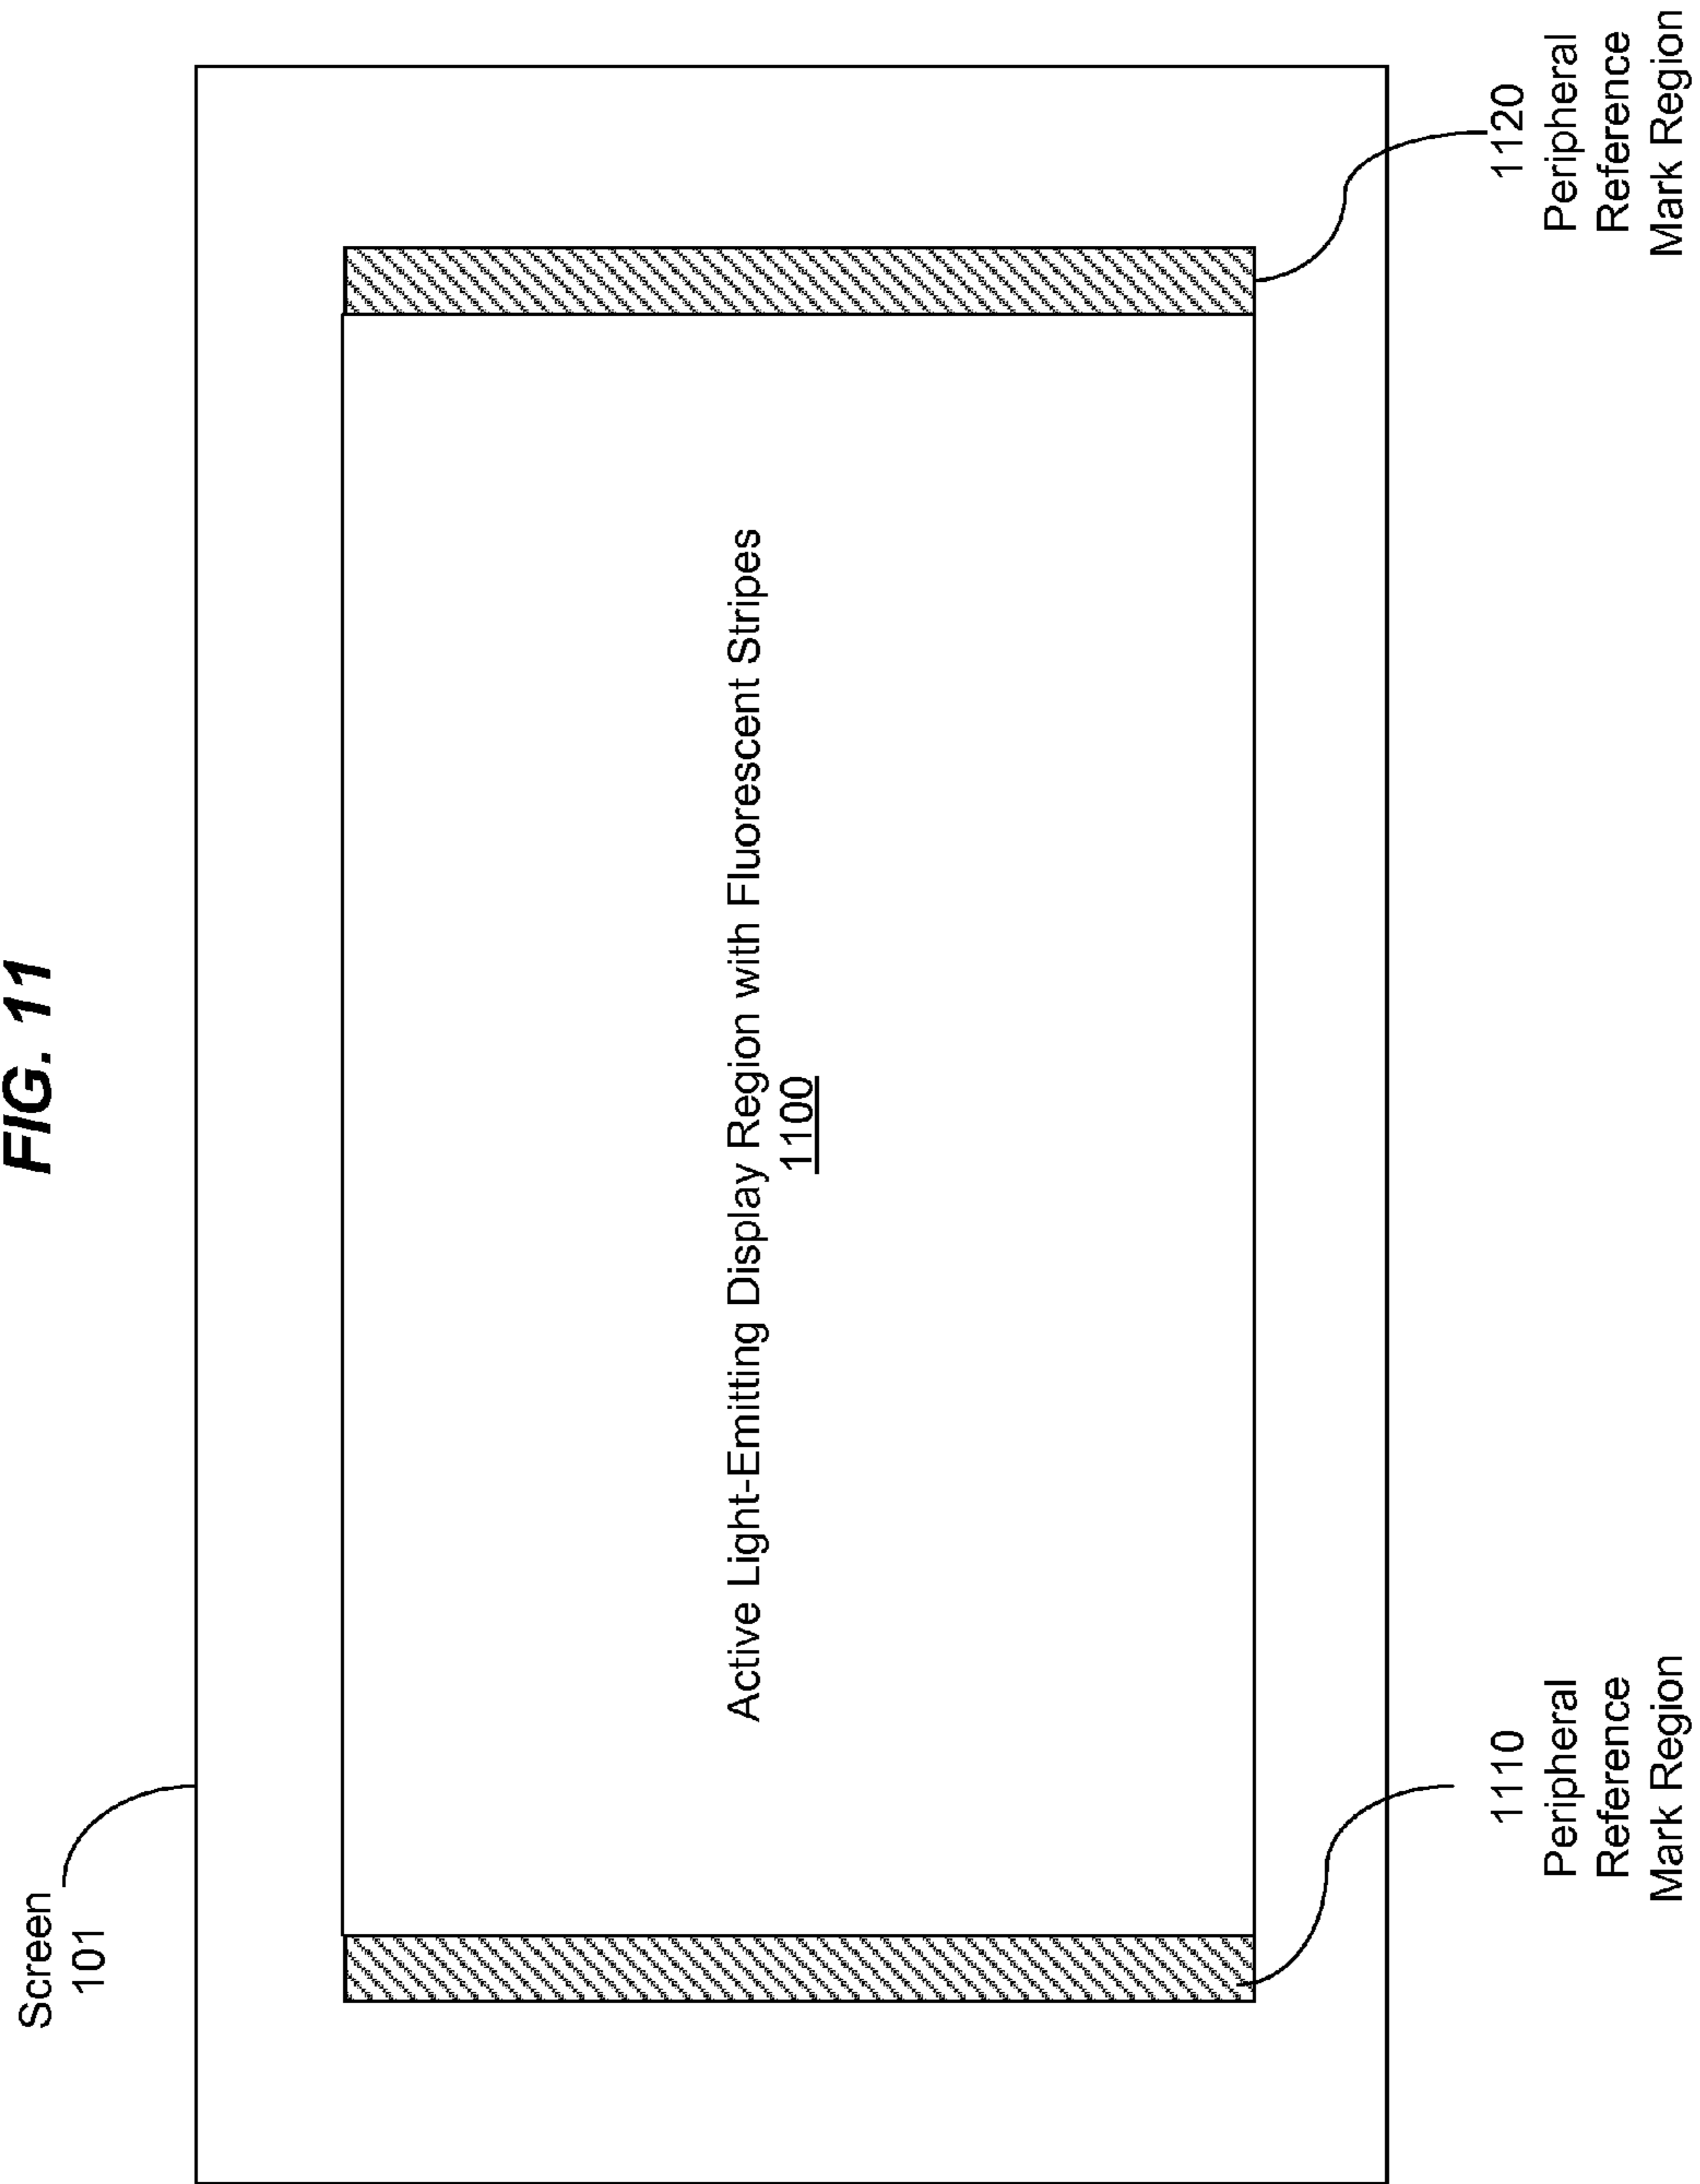 FIG. 11
Screen
101
Active Light-Emitting Display Region with Fluorescent Stripes
1100
1110
Peripheral
Reference
Mark Region
1120
Peripheral
Reference
Mark Region